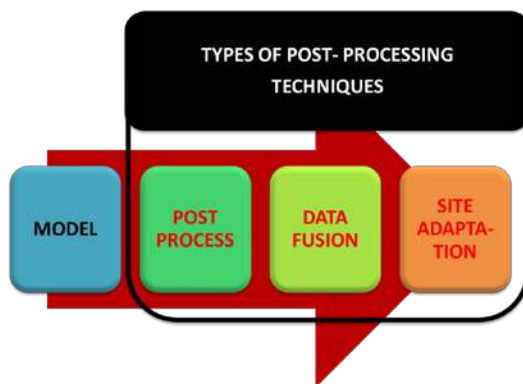 TYPES OF POST- PROCESSING
TECHNIQUES
MODEL
POST
PROCESS
DATA
FUSION
SITE
ADAPTA-
TION